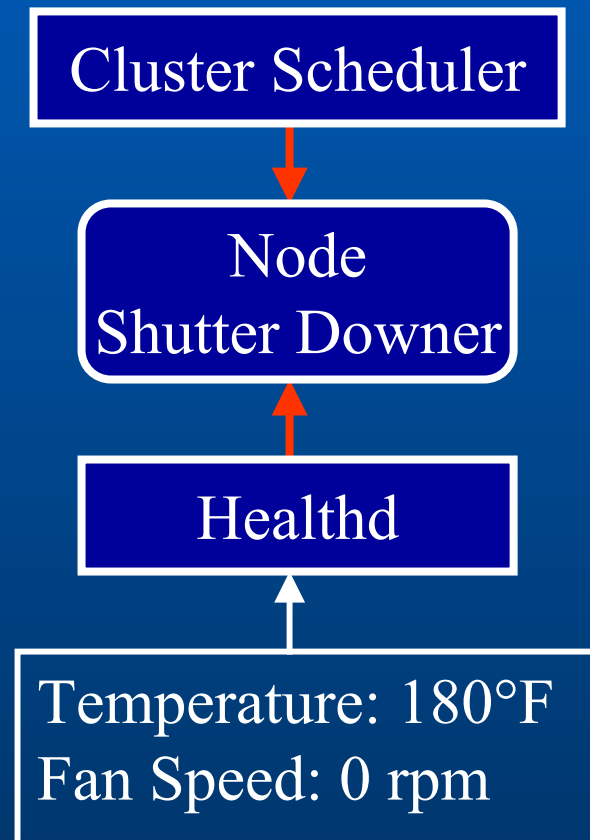 Cluster Scheduler
Node
Shutter Downer
Healthd
Temperature: 180°F
Fan Speed: 0 rpm